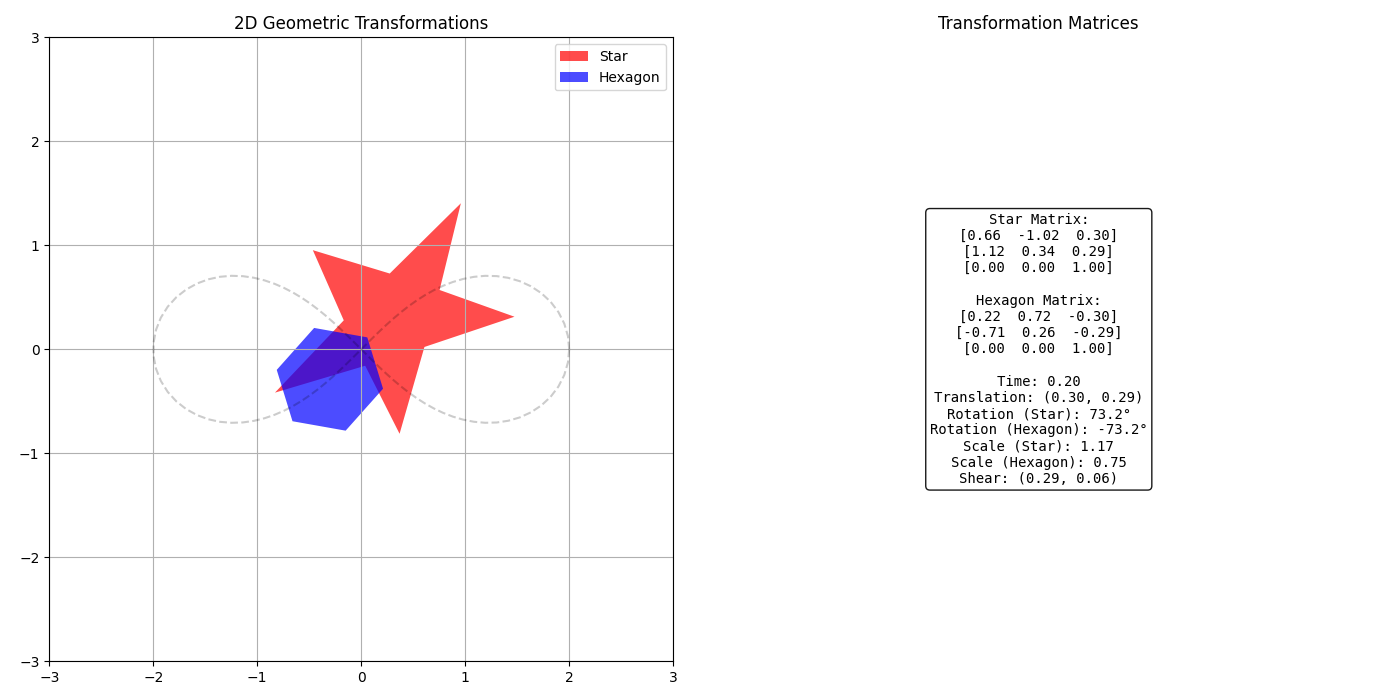 2D Geometric Transformations
3
2
1
0
−1
−2
−3
−3
−2
−1
0
1
2
3
Star
Hexagon
Transformation Matrices
Star Matrix:
[0.66  -1.02  0.30]
[1.12  0.34  0.29]
[0.00  0.00  1.00]
Hexagon Matrix:
[0.22  0.72  -0.30]
[-0.71  0.26  -0.29]
[0.00  0.00  1.00]
Time: 0.20
Translation: (0.30, 0.29)
Rotation (Star): 73.2°
Rotation (Hexagon): -73.2°
Scale (Star): 1.17
Scale (Hexagon): 0.75
Shear: (0.29, 0.06)